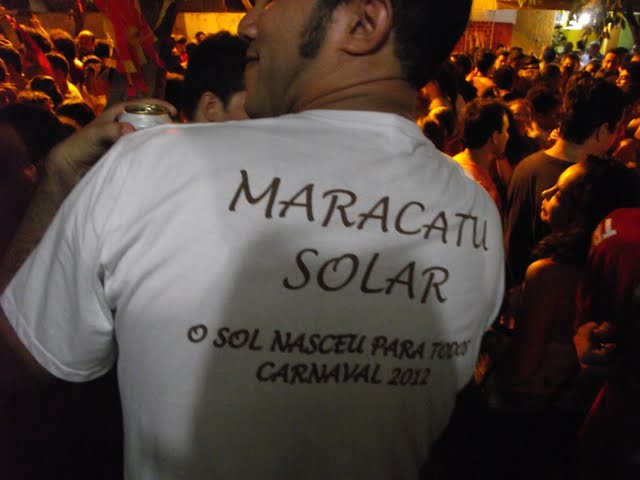 MARACATU
SOLAR
O SOL NASCEU PARA TODOS
CARNAVAL 2012